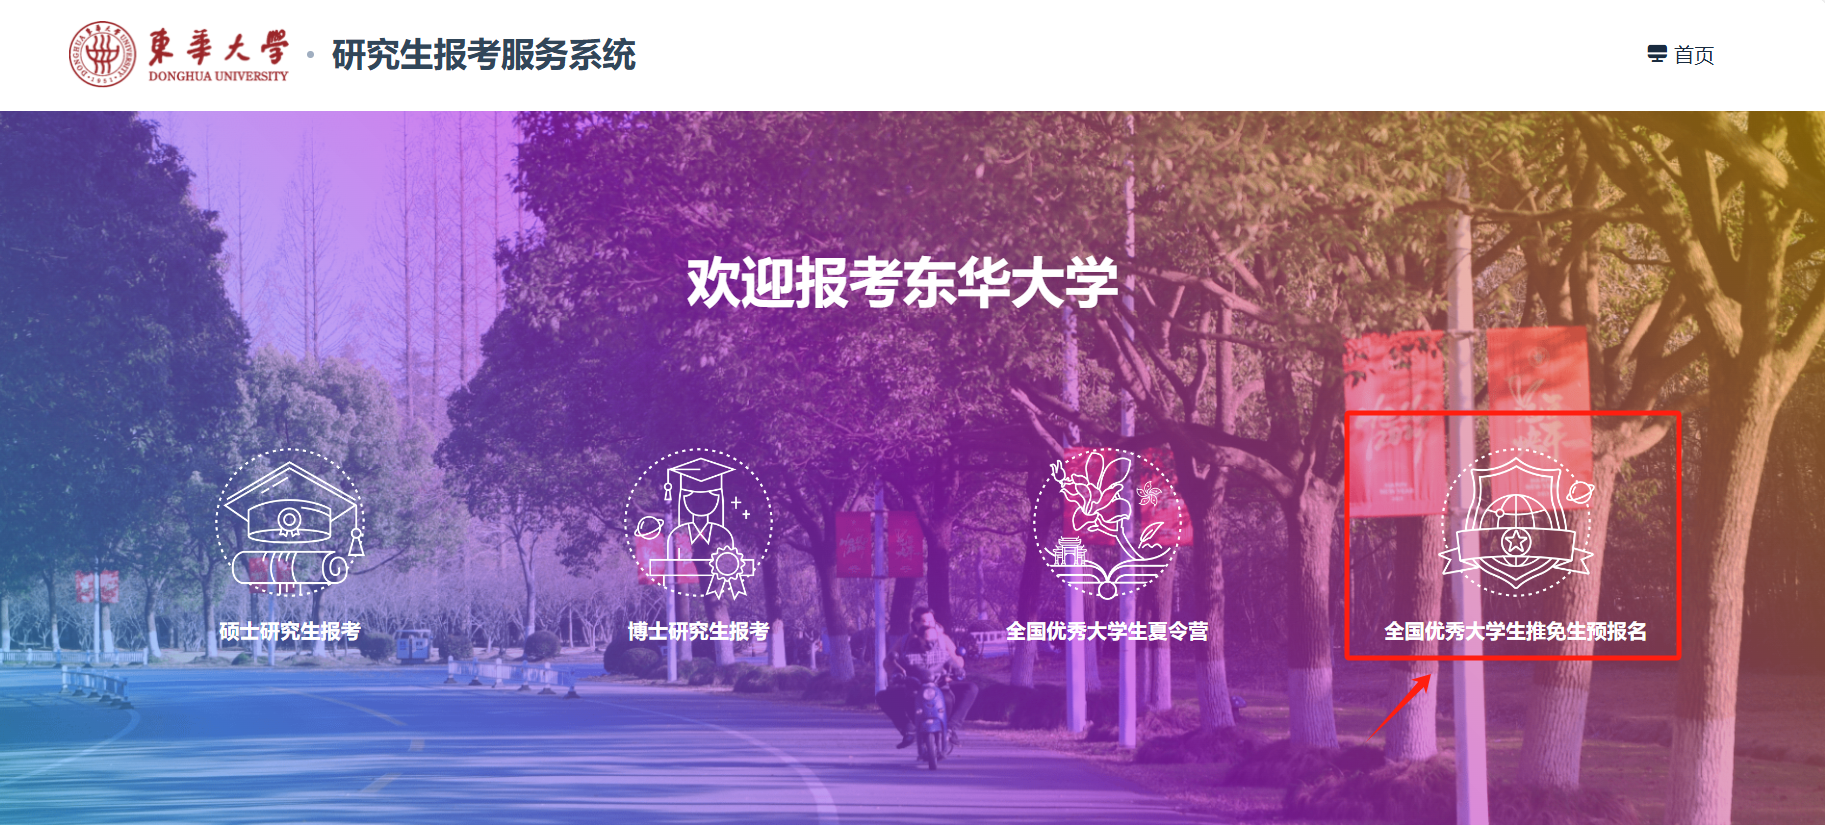 東華大學
DONGHUA UNIVERSITY
DONGHUA UNIVERSITY
1951
· 研究生报考服务系统
首页
欢迎报考东华大学
硕士研究生报考
博士研究生报考
全国优秀大学生夏令营
全国优秀大学生推免生预报名